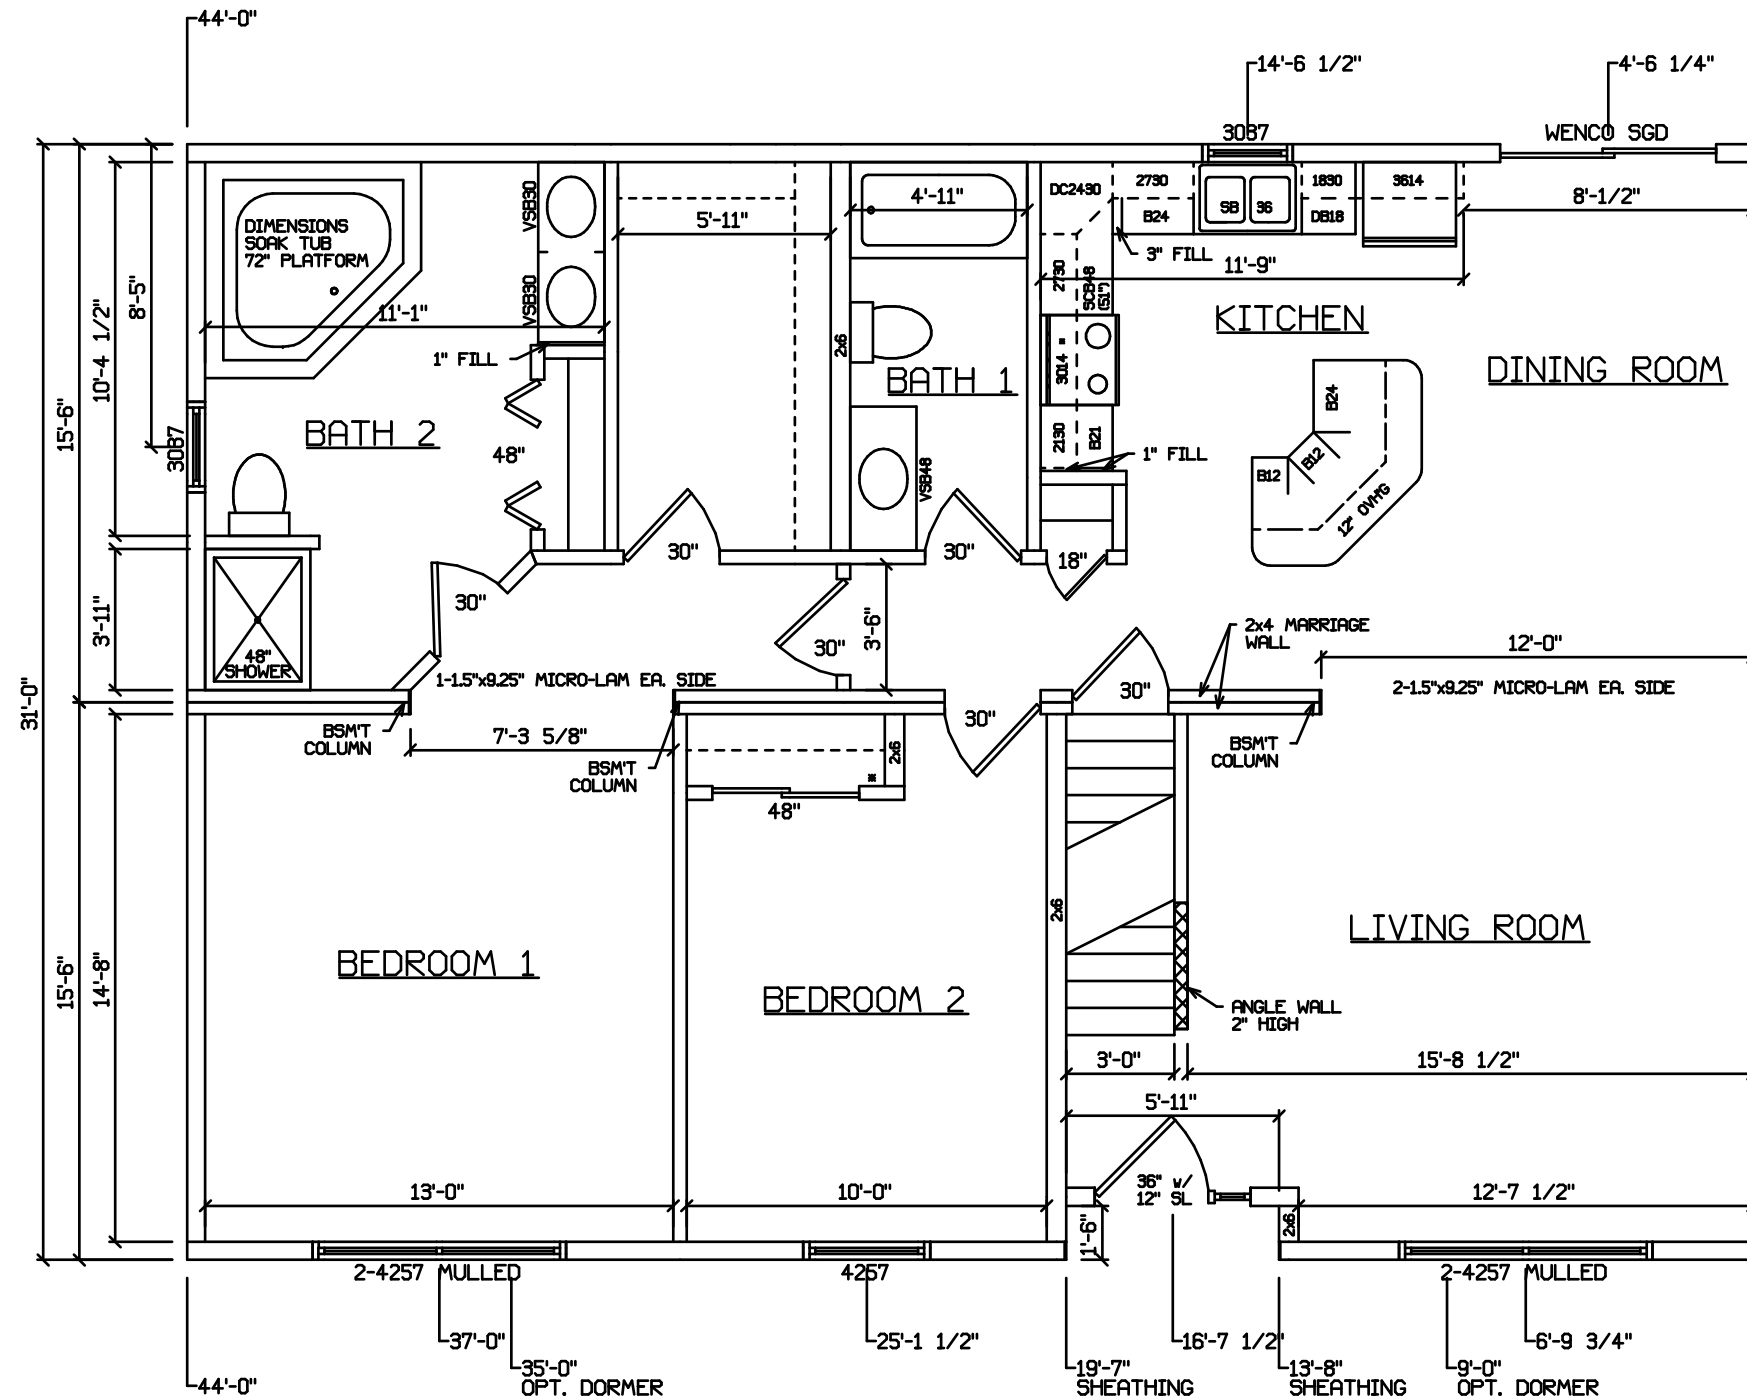 44'-0"
14'-6 1/2"
4'-6 1/4"
3087
WENCO SGD
DIMENSIONS
SOAK TUB
72" PLATFORM
VSB30
VSB30
5'-11"
4'-11"
DC2430
2730
B24
SB 36
1830
DB18
3614
8'-1/2"
3" FILL
11'-9"
2730
SCB48
(51")
8'-5"
10'-4 1/2"
11'-1"
1" FILL
2x6
3014
KITCHEN
BATH 1
DINING ROOM
B24
B12
B12
12" OVH'G
BATH 2
3087
15'-6"
48"
2130
B21
1" FILL
VSB48
30"
30"
18"
30"
3'-11"
48"
SHOWER
30"
3'-6"
2x4 MARRIAGE
WALL
12'-0"
31'-0"
1-1.5"x9.25" MICRO-LAM EA. SIDE
30"
2-1.5"x9.25" MICRO-LAM EA. SIDE
BSM'T
COLUMN
7'-3 5/8"
BSM'T
COLUMN
30"
2x6
BSM'T
COLUMN
48"
15'-6"
14'-8"
2x6
BEDROOM 1
BEDROOM 2
LIVING ROOM
ANGLE WALL
2" HIGH
3'-0"
15'-8 1/2"
5'-11"
13'-0"
10'-0"
36" w/
12" SL
12'-7 1/2"
1'-6"
2x6
2-4257 MULLED
4257
2-4257 MULLED
37'-0"
25'-1 1/2"
16'-7 1/2"
6'-9 3/4"
44'-0"
35'-0"
OPT. DORMER
19'-7"
SHEATHING
13'-8"
SHEATHING
9'-0"
OPT. DORMER